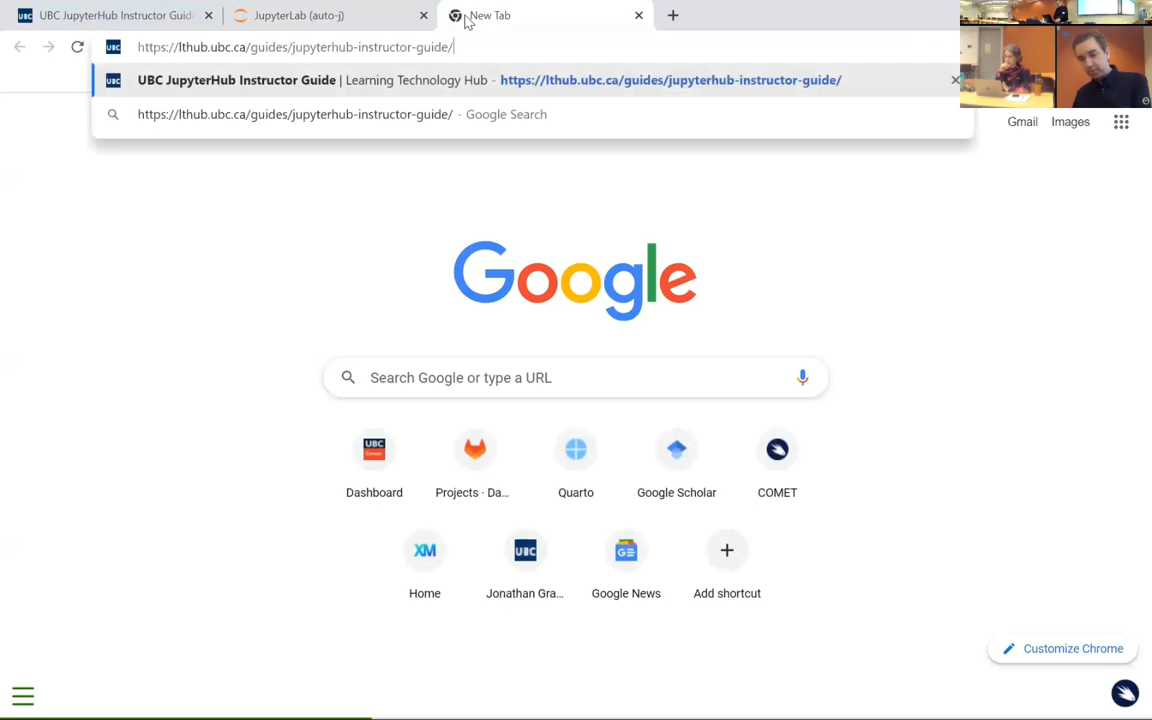 UBC JupyterHub Instructor Guid
JupyterLab (auto-j)
New Tab
https://lthub.ubc.ca/guides/jupyterhub-instructor-guide/
UBC JupyterHub Instructor Guide | Learning Technology Hub - https://lthub.ubc.ca/guides/jupyterhub-instructor-guide/
https://lthub.ubc.ca/guides/jupyterhub-instructor-guide/ - Google Search
Gmail Images
Google
Search Google or type a URL
UBC
Dashboard Projects · Da... Quarto Google Scholar COMET
XM UBC GE
Home Jonathan Gra... Google News Add shortcut
Customize Chrome